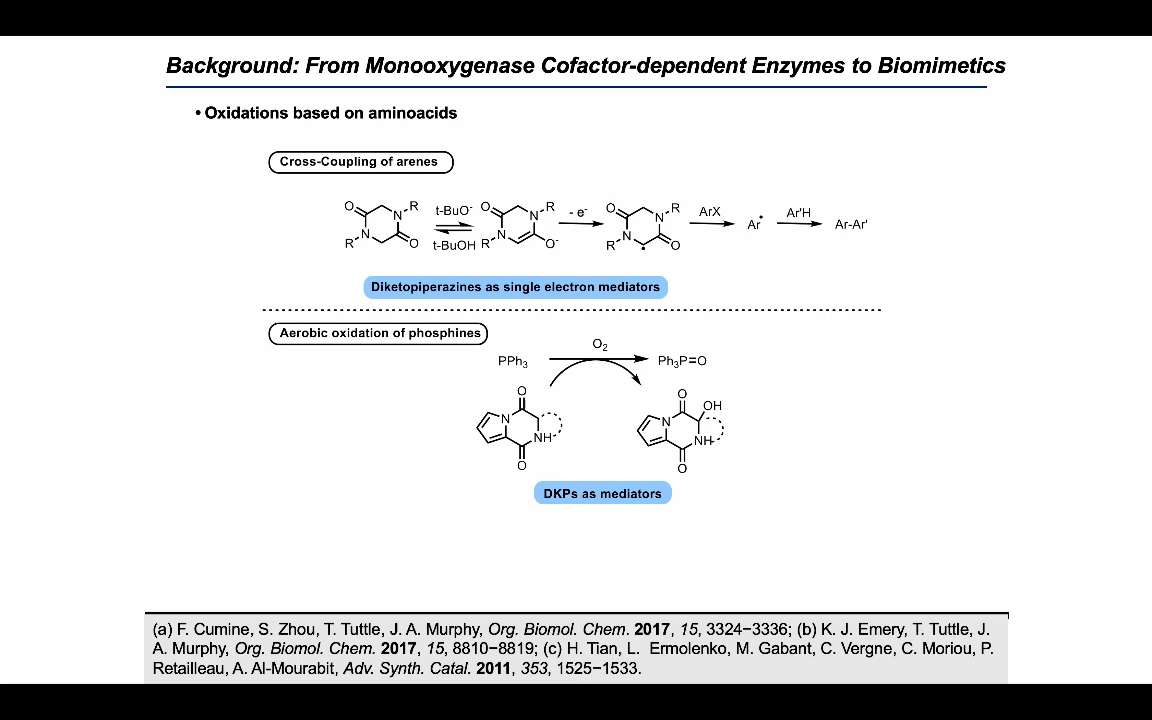 Background: From Monooxygenase Cofactor-dependent Enzymes to Biomimetics
• Oxidations based on aminoacids
Cross-Coupling of arenes
O N R R N O
t-BuO-
t-BuOH
O N R R N O-
- e-
O N R R N O
ArX
Ar•
Ar'H
Ar-Ar'
Diketopiperazines as single electron mediators
Aerobic oxidation of phosphines
O2
PPh3
Ph3P=O
O N NH O
O OH N NH O
DKPs as mediators
(a) F. Cumine, S. Zhou, T. Tuttle, J. A. Murphy, Org. Biomol. Chem. 2017, 15, 3324−3336; (b) K. J. Emery, T. Tuttle, J.
A. Murphy, Org. Biomol. Chem. 2017, 15, 8810−8819; (c) H. Tian, L. Ermolenko, M. Gabant, C. Vergne, C. Moriou, P.
Retailleau, A. Al-Mourabit, Adv. Synth. Catal. 2011, 353, 1525−1533.